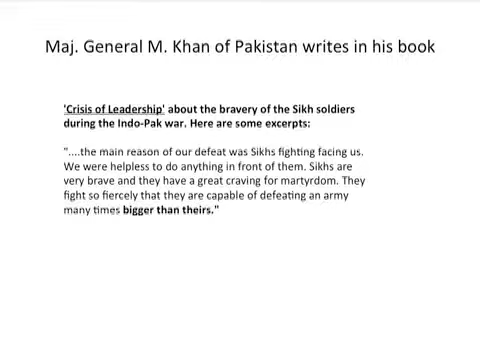 Maj. General M. Khan of Pakistan writes in his book
'Crisis of Leadership' about the bravery of the Sikh soldiers
during the Indo-Pak war. Here are some excerpts:
"....the main reason of our defeat was Sikhs fighting facing us.
We were helpless to do anything in front of them. Sikhs are
very brave and they have a great craving for martyrdom. They
fight so fiercely that they are capable of defeating an army
many times bigger than theirs."